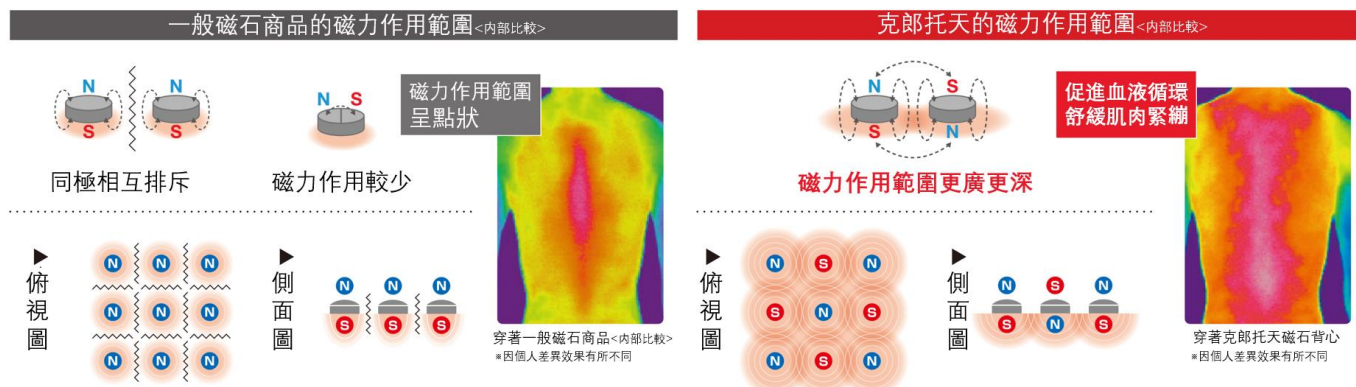 一般磁石商品的磁力作用範圍<內部比較>
N
N
S
S
同極相互排斥
N S
磁力作用較少
磁力作用範圍
呈點狀
▶俯視圖
N N N
N N N
N N N
▶側面圖
N N N
S S S
穿著一般磁石商品<內部比較>
※因個人差異效果有所不同
克郎托天的磁力作用範圍<內部比較>
N S
S N
磁力作用範圍更廣更深
促進血液循環
舒緩肌肉緊繃
▶俯視圖
N S N
S N S
N S N
▶側面圖
N S N
S N S
穿著克郎托天磁石背心
※因個人差異效果有所不同